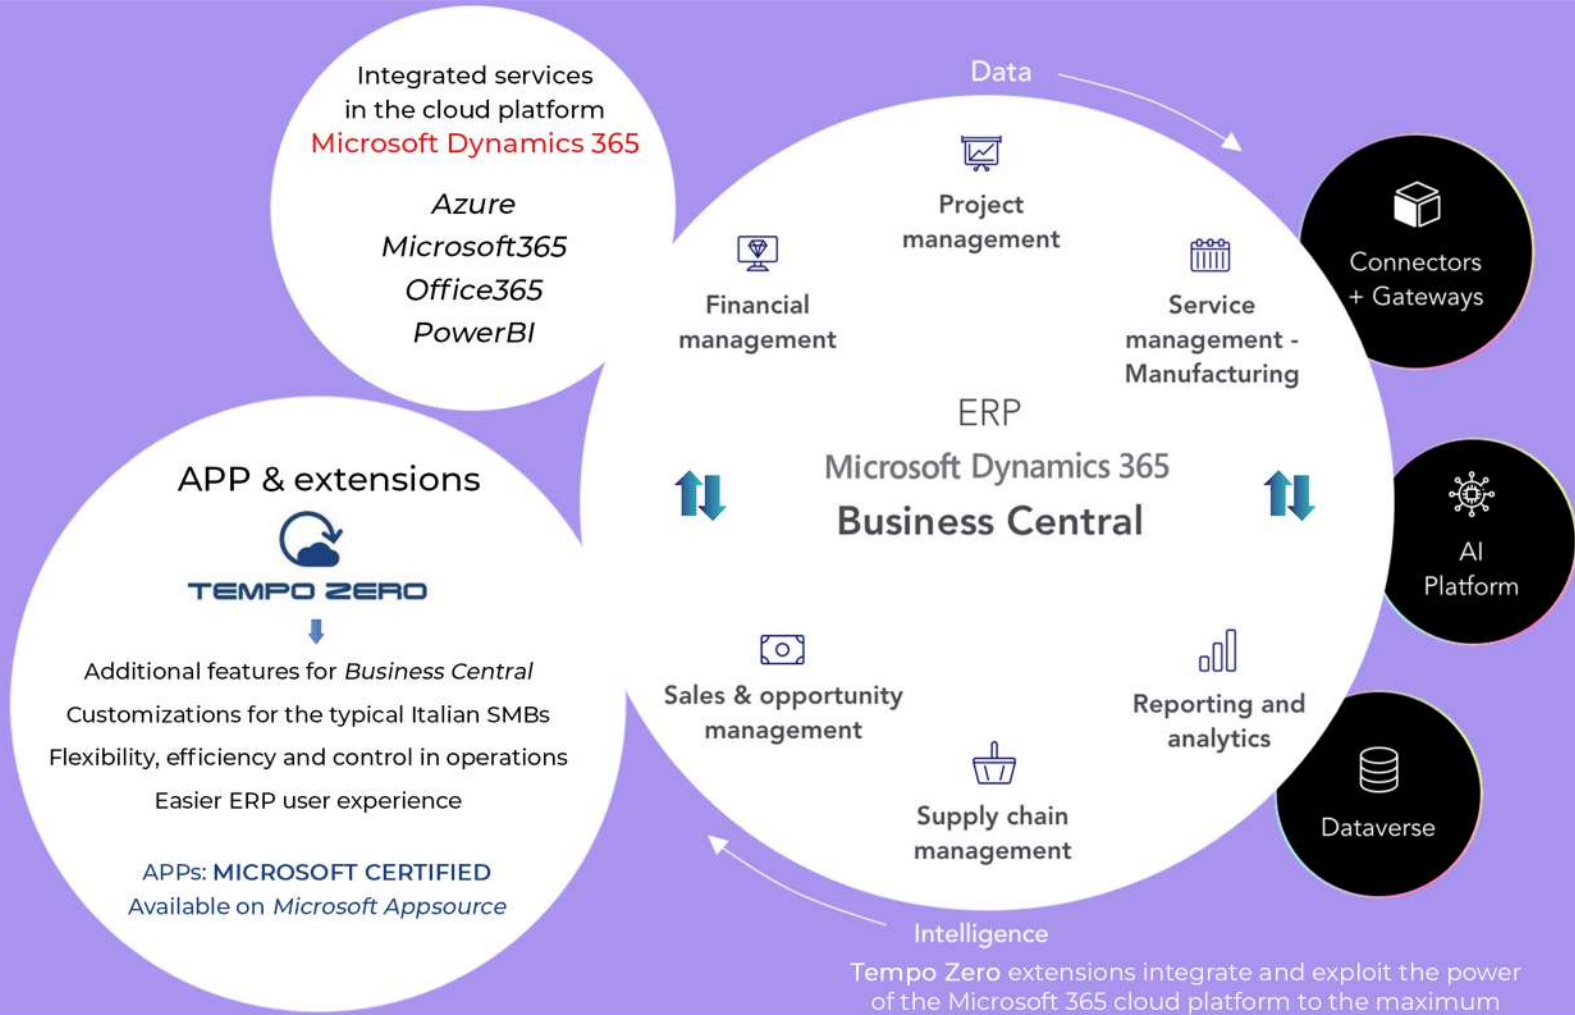 Integrated services
in the cloud platform
Microsoft Dynamics 365
Azure
Microsoft365
Office365
PowerBI
APP & extensions
TEMPO ZERO
Additional features for Business Central
Customizations for the typical Italian SMBs
Flexibility, efficiency and control in operations
Easier ERP user experience
APPs: MICROSOFT CERTIFIED
Available on Microsoft Appsource
Data
Project
management
Financial
management
Service
management -
Manufacturing
ERP
Microsoft Dynamics 365
Business Central
Sales & opportunity
management
Reporting and
analytics
Supply chain
management
Intelligence
Connectors
+ Gateways
AI
Platform
Dataverse
Tempo Zero extensions integrate and exploit the power
of the Microsoft 365 cloud platform to the maximum